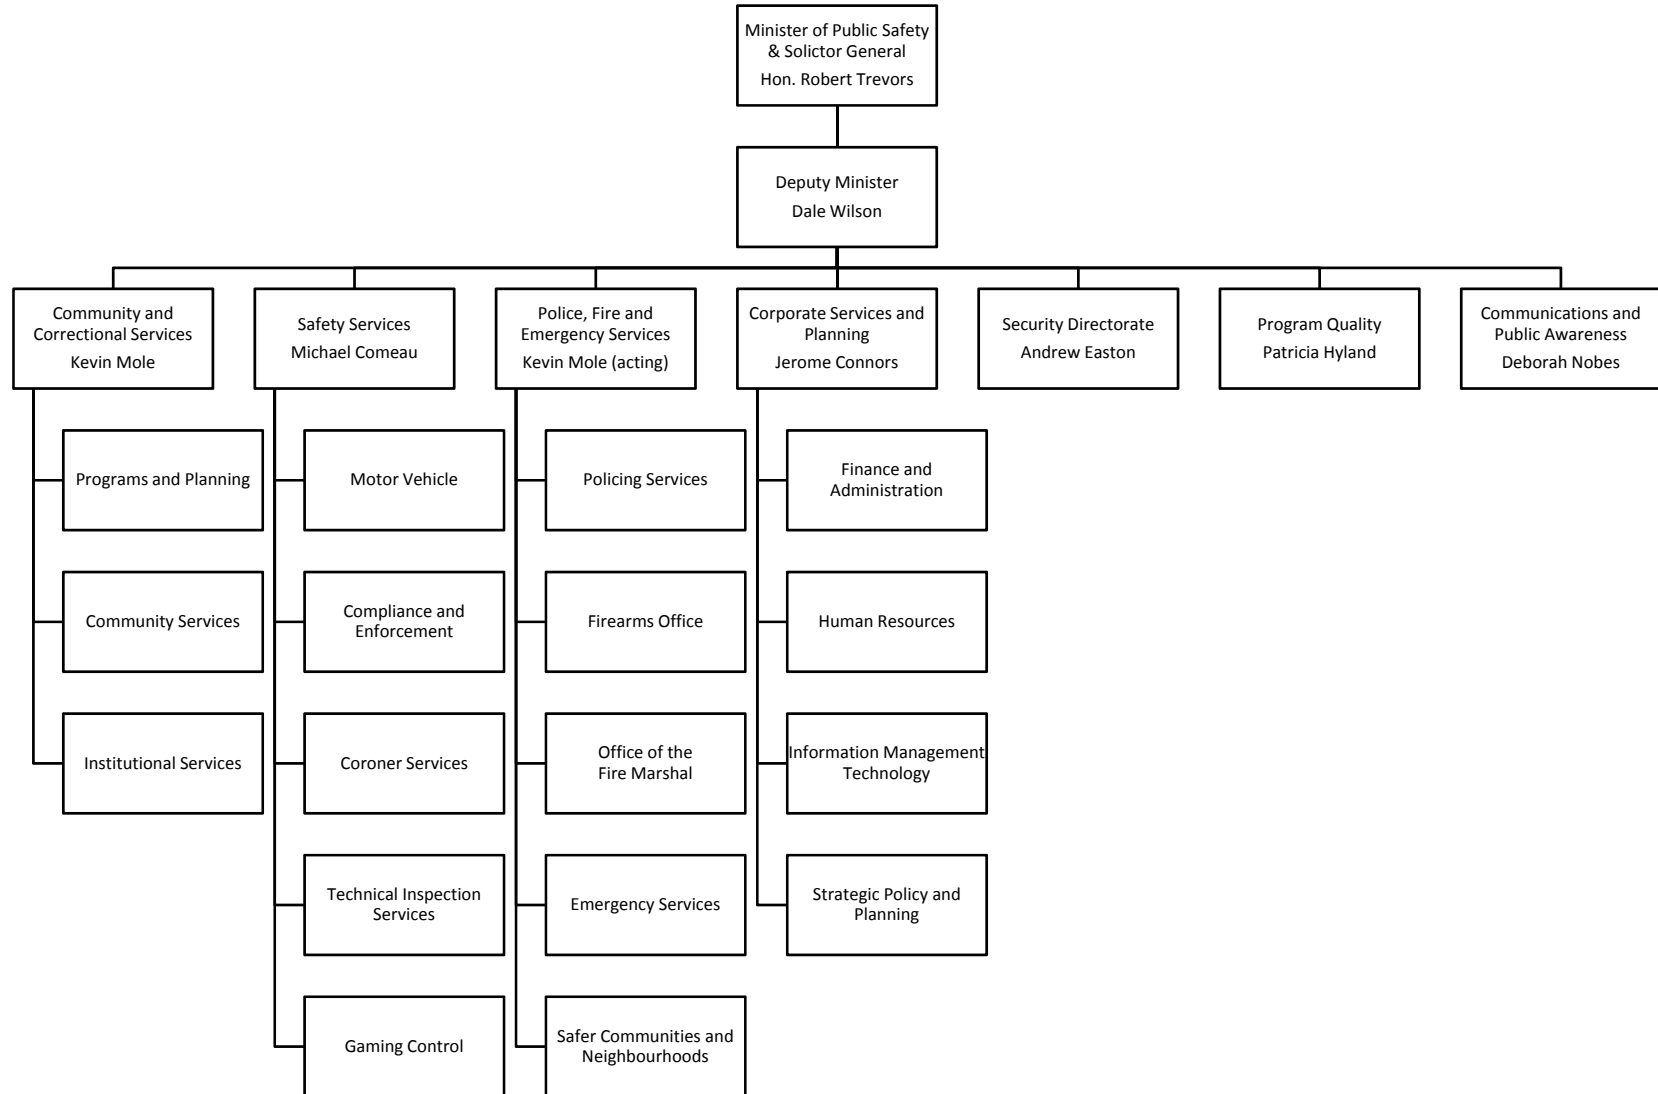 Minister of Public Safety
& Solictor General
Hon. Robert Trevors
Deputy Minister
Dale Wilson
Community and
Correctional Services
Kevin Mole
Safety Services
Michael Comeau
Police, Fire and
Emergency Services
Kevin Mole (acting)
Corporate Services and
Planning
Jerome Connors
Security Directorate
Andrew Easton
Program Quality
Patricia Hyland
Communications and
Public Awareness
Deborah Nobes
Programs and Planning
Community Services
Institutional Services
Motor Vehicle
Compliance and
Enforcement
Coroner Services
Technical Inspection
Services
Gaming Control
Policing Services
Firearms Office
Office of the
Fire Marshal
Emergency Services
Safer Communities and
Neighbourhoods
Finance and
Administration
Human Resources
Information Management
Technology
Strategic Policy and
Planning